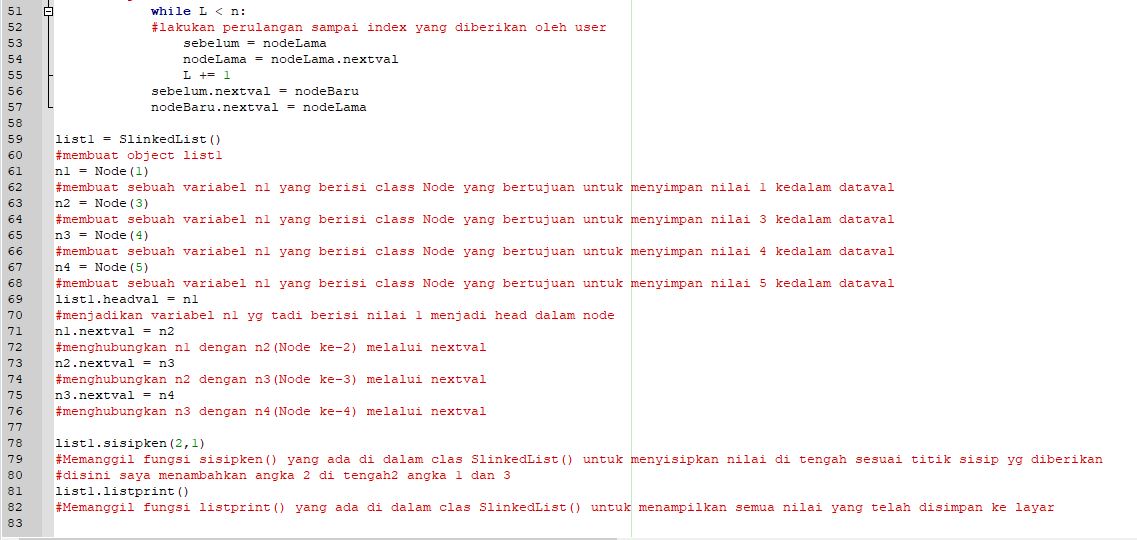 51 while L < n:
52 #lakukan perulangan sampai index yang diberikan oleh user
53 sebelum = nodeLama
54 nodeLama = nodeLama.nextval
55 L += 1
56 sebelum.nextval = nodeBaru
57 nodeBaru.nextval = nodeLama
58
59 list1 = SlinkedList()
60 #membuat object list1
61 n1 = Node(1)
62 #membuat sebuah variabel n1 yang berisi class Node yang bertujuan untuk menyimpan nilai 1 kedalam dataval
63 n2 = Node(3)
64 #membuat sebuah variabel n1 yang berisi class Node yang bertujuan untuk menyimpan nilai 3 kedalam dataval
65 n3 = Node(4)
66 #membuat sebuah variabel n1 yang berisi class Node yang bertujuan untuk menyimpan nilai 4 kedalam dataval
67 n4 = Node(5)
68 #membuat sebuah variabel n1 yang berisi class Node yang bertujuan untuk menyimpan nilai 5 kedalam dataval
69 list1.headval = n1
70 #menjadikan variabel n1 yg tadi berisi nilai 1 menjadi head dalam node
71 n1.nextval = n2
72 #menghubungkan n1 dengan n2(Node ke-2) melalui nextval
73 n2.nextval = n3
74 #menghubungkan n2 dengan n3(Node ke-3) melalui nextval
75 n3.nextval = n4
76 #menghubungkan n3 dengan n4(Node ke-4) melalui nextval
77
78 list1.sisipken(2,1)
79 #Memanggil fungsi sisipken() yang ada di dalam clas SlinkedList() untuk menyisipkan nilai di tengah sesuai titik sisip yg diberikan
80 #disini saya menambahkan angka 2 di tengah2 angka 1 dan 3
81 list1.listprint()
82 #Memanggil fungsi listprint() yang ada di dalam clas SlinkedList() untuk menampilkan semua nilai yang telah disimpan ke layar
83